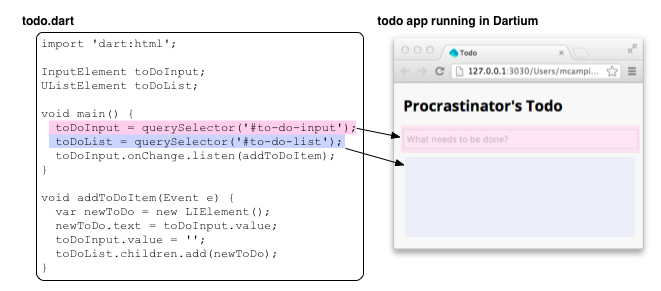 todo.dart
import 'dart:html';
InputElement toDoInput;
UListElement toDoList;
void main() {
  toDoInput = querySelector('#to-do-input');
  toDoList = querySelector('#to-do-list');
  toDoInput.onChange.listen(addToDoItem);
}
void addToDoItem(Event e) {
  var newToDo = new LIElement();
  newToDo.text = toDoInput.value;
  toDoInput.value = '';
  toDoList.children.add(newToDo);
}
todo app running in Dartium
Todo
127.0.0.1:3030/Users/mcampi...
Procrastinator's Todo
What needs to be done?